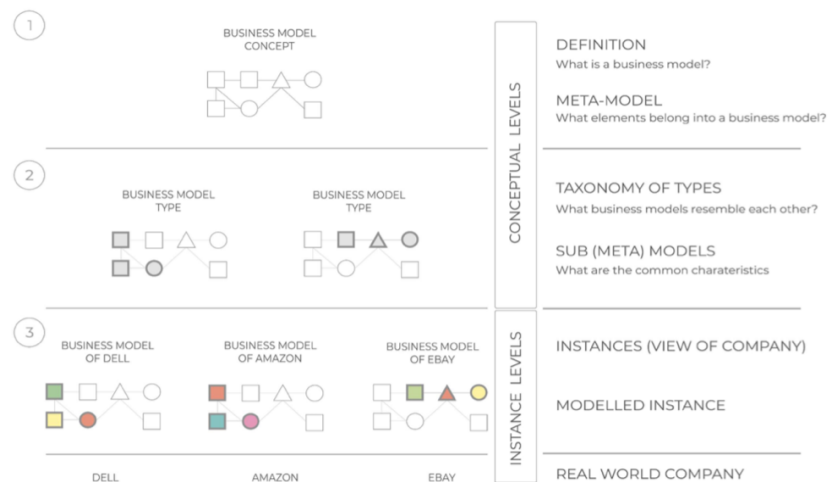 1
BUSINESS MODEL
CONCEPT
DEFINITION
What is a business model?
META-MODEL
What elements belong into a business model?
CONCEPTUAL LEVELS
2
BUSINESS MODEL
TYPE
BUSINESS MODEL
TYPE
TAXONOMY OF TYPES
What business models resemble each other?
SUB (META) MODELS
What are the common charateristics
3
BUSINESS MODEL
OF DELL
BUSINESS MODEL
OF AMAZON
BUSINESS MODEL
OF EBAY
INSTANCE LEVELS
INSTANCES (VIEW OF COMPANY)
MODELLED INSTANCE
DELL
AMAZON
EBAY
REAL WORLD COMPANY